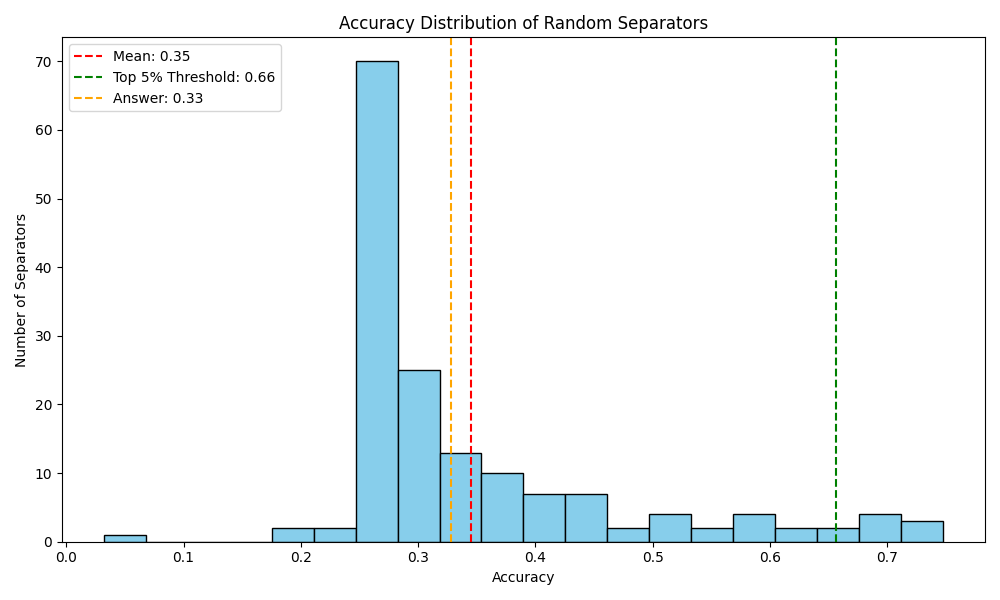 Accuracy Distribution of Random Separators
Mean: 0.35
Top 5% Threshold: 0.66
Answer: 0.33
Number of Separators
70
60
50
40
30
20
10
0
0.0 0.1 0.2 0.3 0.4 0.5 0.6 0.7
Accuracy